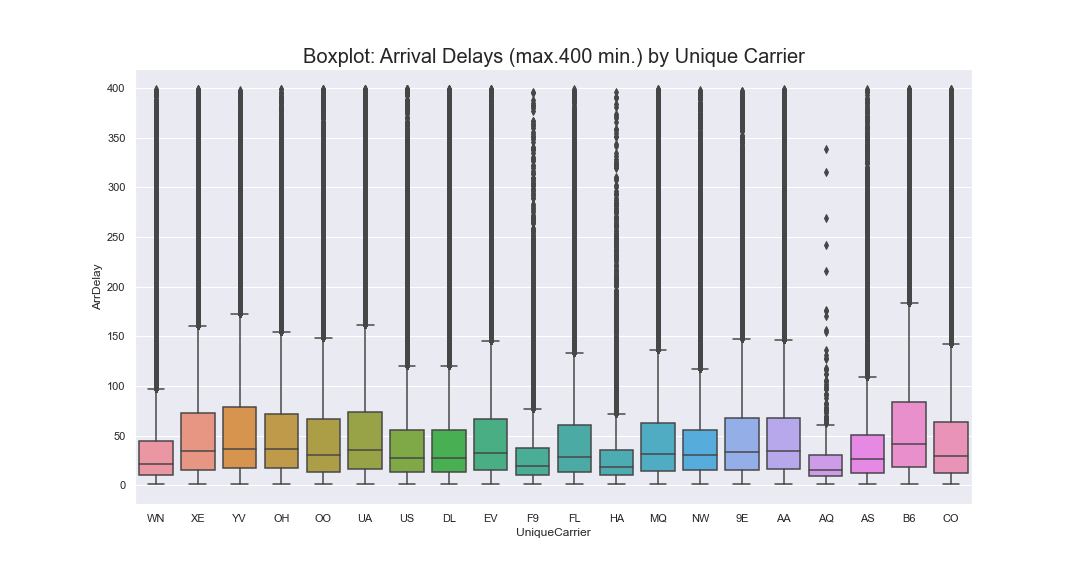 Boxplot: Arrival Delays (max.400 min.) by Unique Carrier
400
350
300
250
200
150
100
50
0
ArrDelay
WN XE YV OH OO UA US DL EV F9 FL HA MQ NW 9E AA AQ AS B6 CO
UniqueCarrier